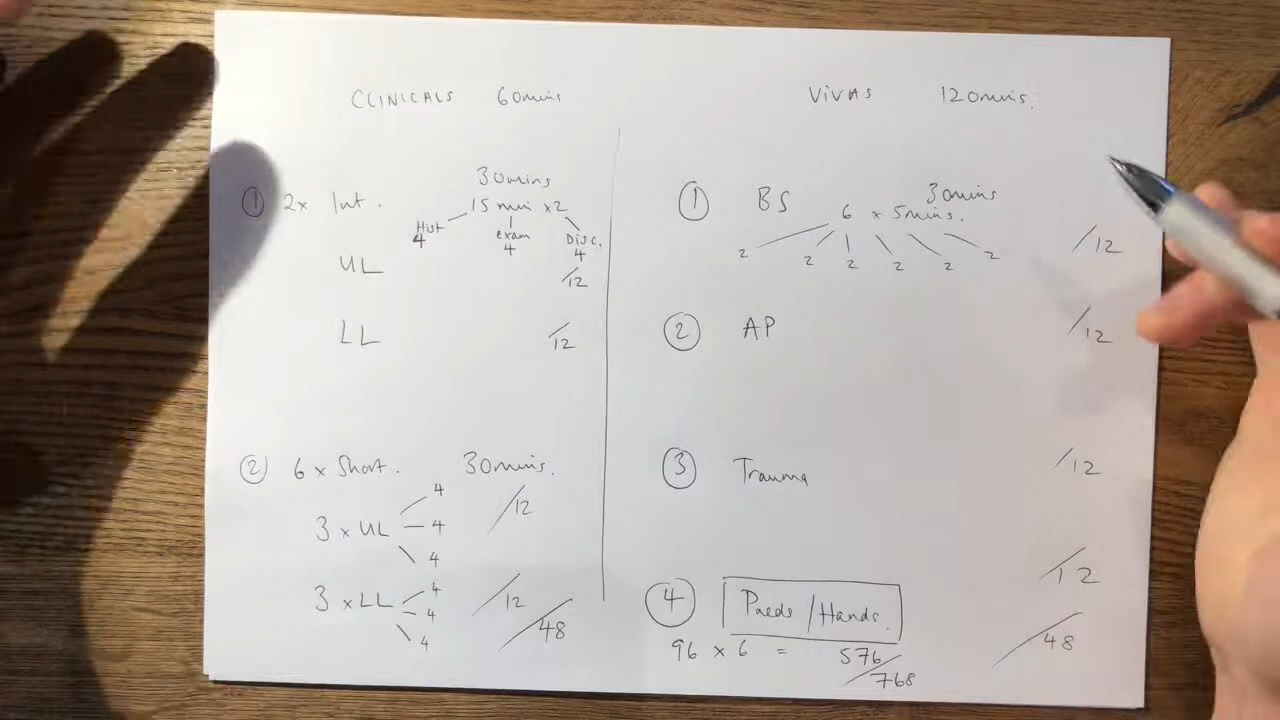 CLINICALS 60mins
① 2x Int.
30mins
15 min x2
Hist exam Disc.
4 4 4
UL /12
LL /12
② 6 x Short. 30mins.
/12
3 x UL 4
4
4
3 x LL 4
4
4
/12
/48
VIVAS 120mins.
① BS 30mins
6 x 5mins.
2 2 2 2 2 2
/12
② AP /12
③ Trauma /12
④ Paeds / Hands. /12
96 x 6 = 576/768
/48